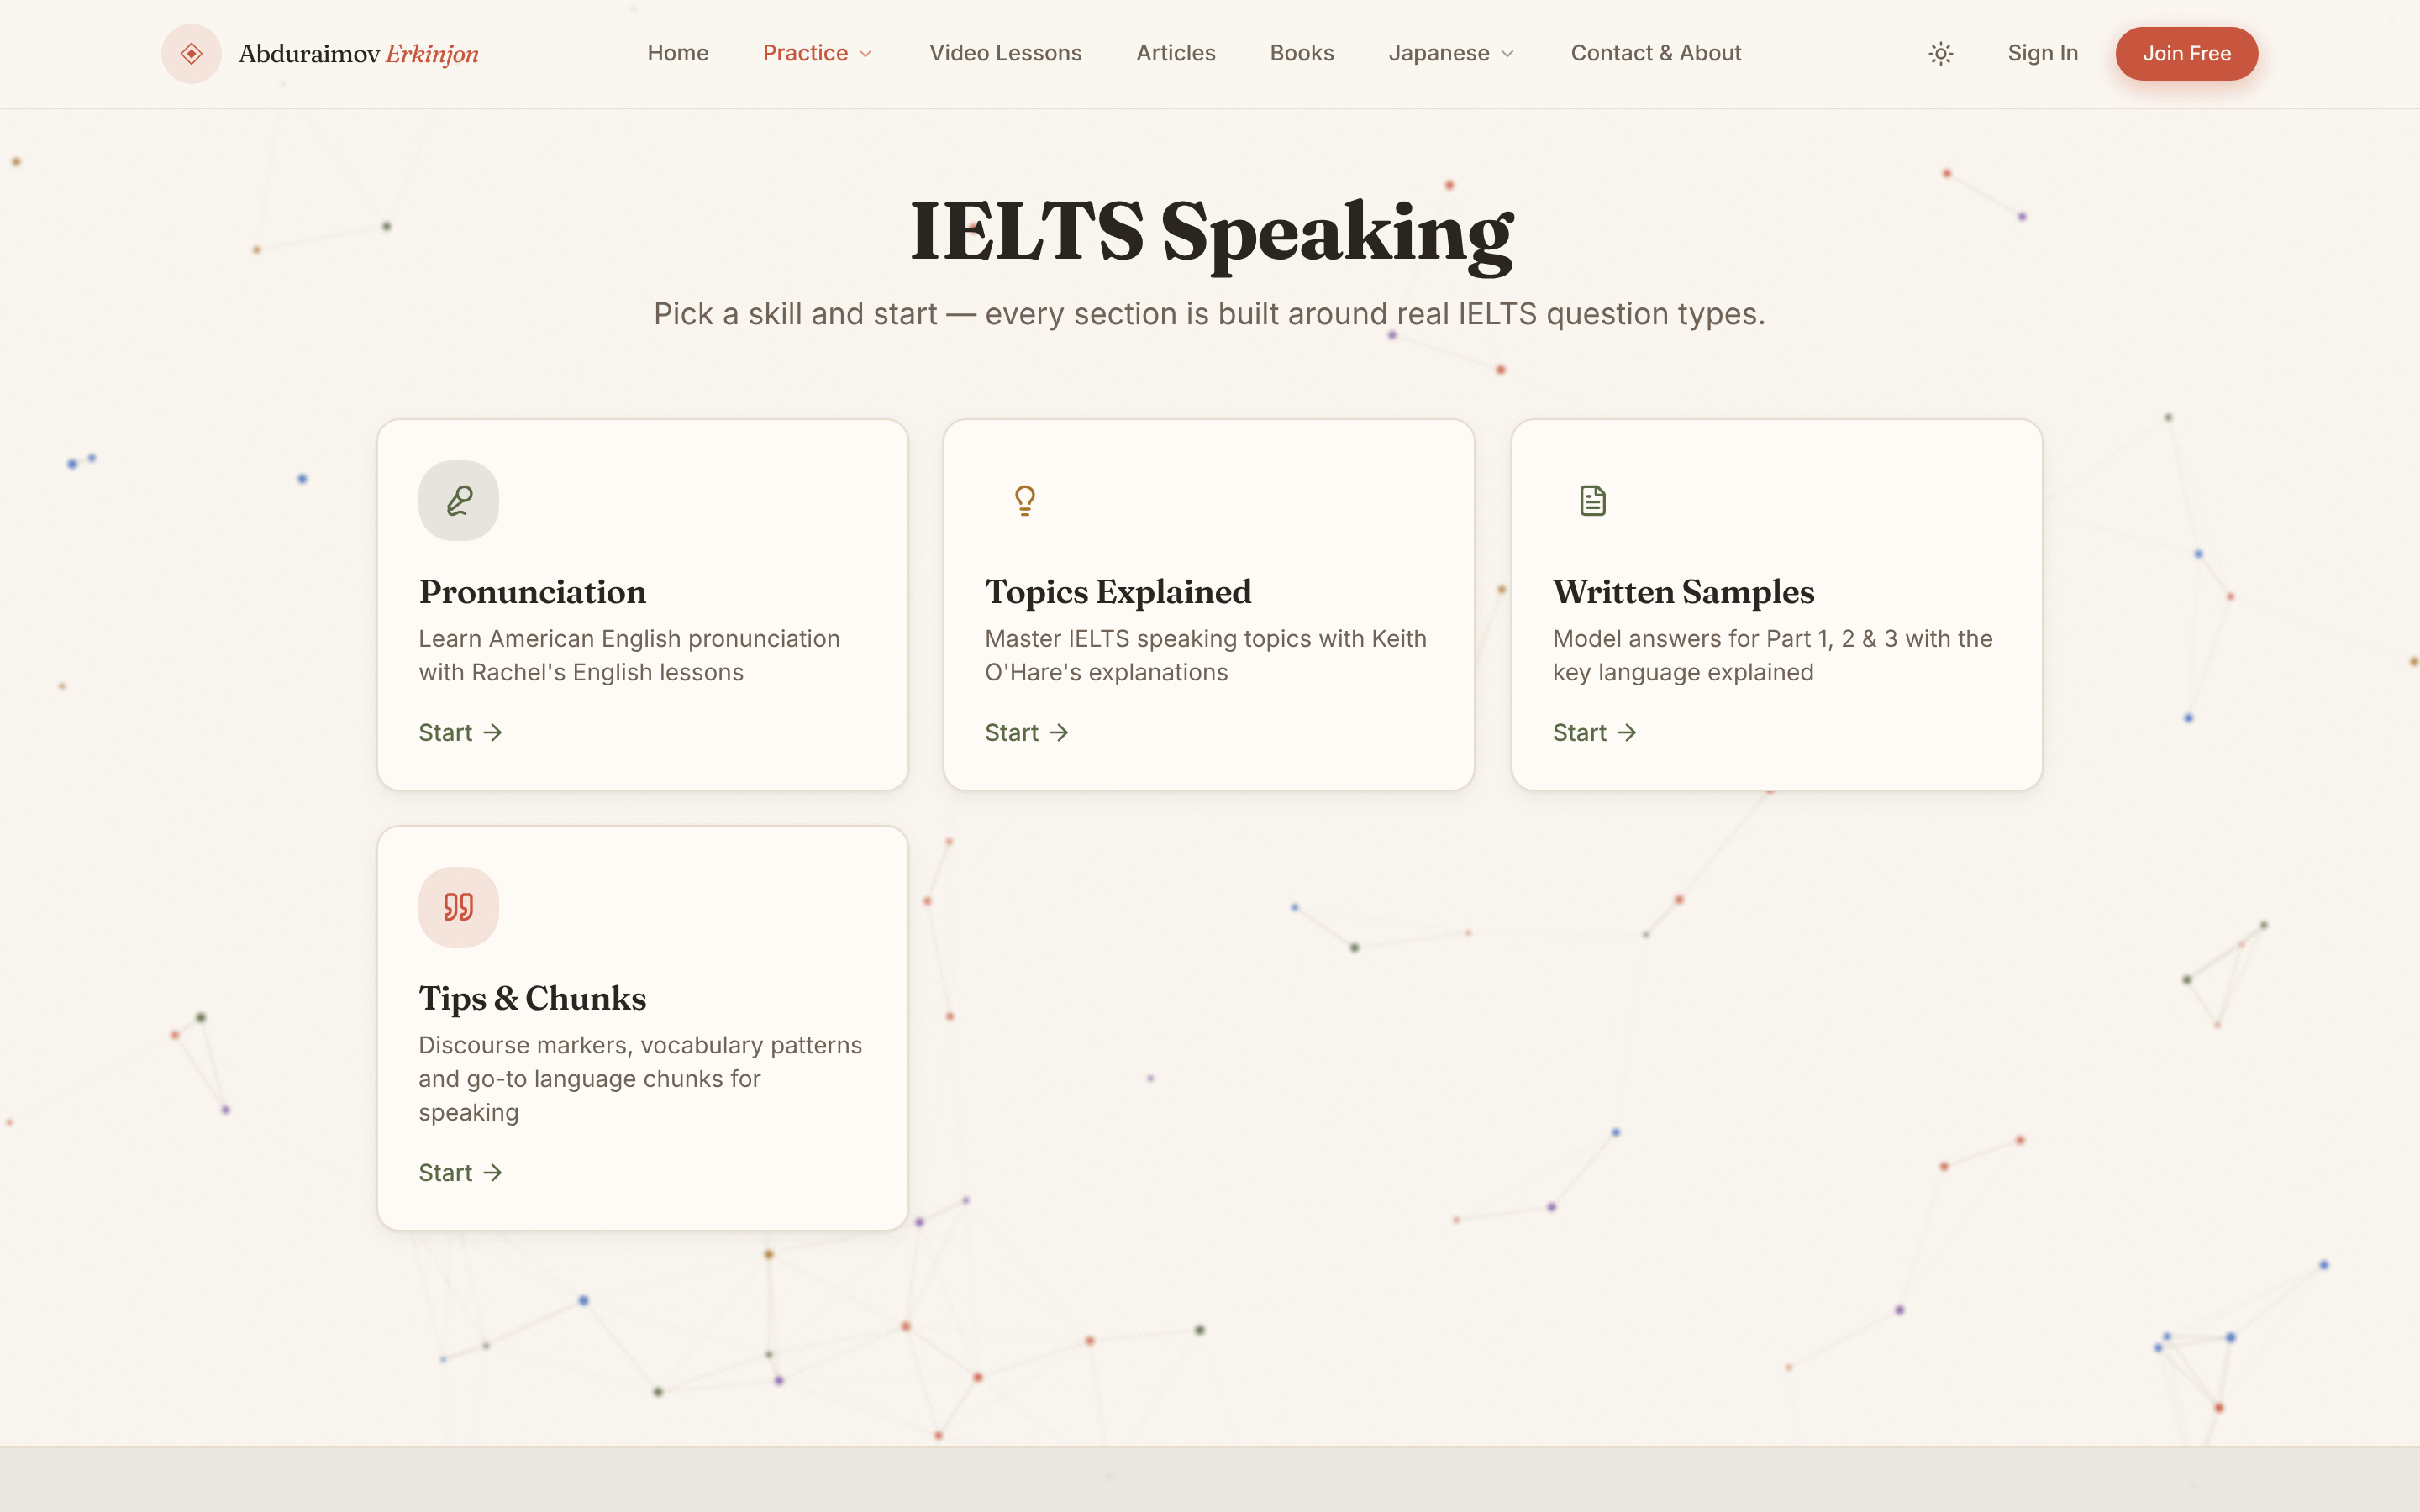 Abduraimov Erkinjon
Home
Practice
Video Lessons
Articles
Books
Japanese
Contact & About
Sign In
Join Free
IELTS Speaking
Pick a skill and start — every section is built around real IELTS question types.
Pronunciation
Learn American English pronunciation
with Rachel's English lessons
Start →
Topics Explained
Master IELTS speaking topics with Keith
O'Hare's explanations
Start →
Written Samples
Model answers for Part 1, 2 & 3 with the
key language explained
Start →
Tips & Chunks
Discourse markers, vocabulary patterns
and go-to language chunks for
speaking
Start →